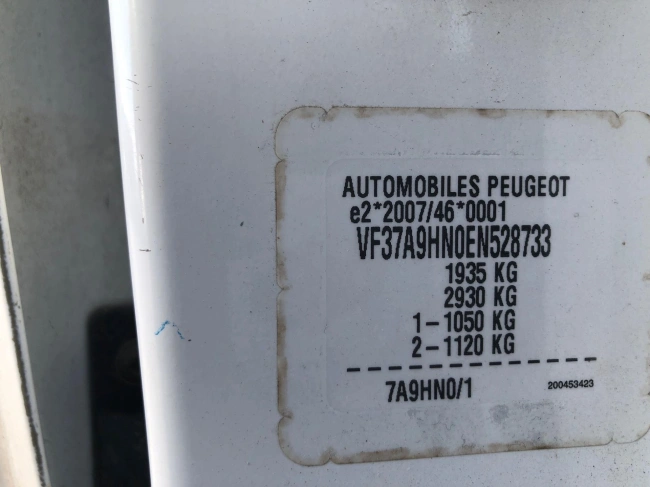 AUTOMOBILES PEUGEOT
e2*2007/46*0001
VF37A9HN0EN528733
1935 KG
2930 KG
1-1050 KG
2-1120 KG
7A9HN0/1 200453423